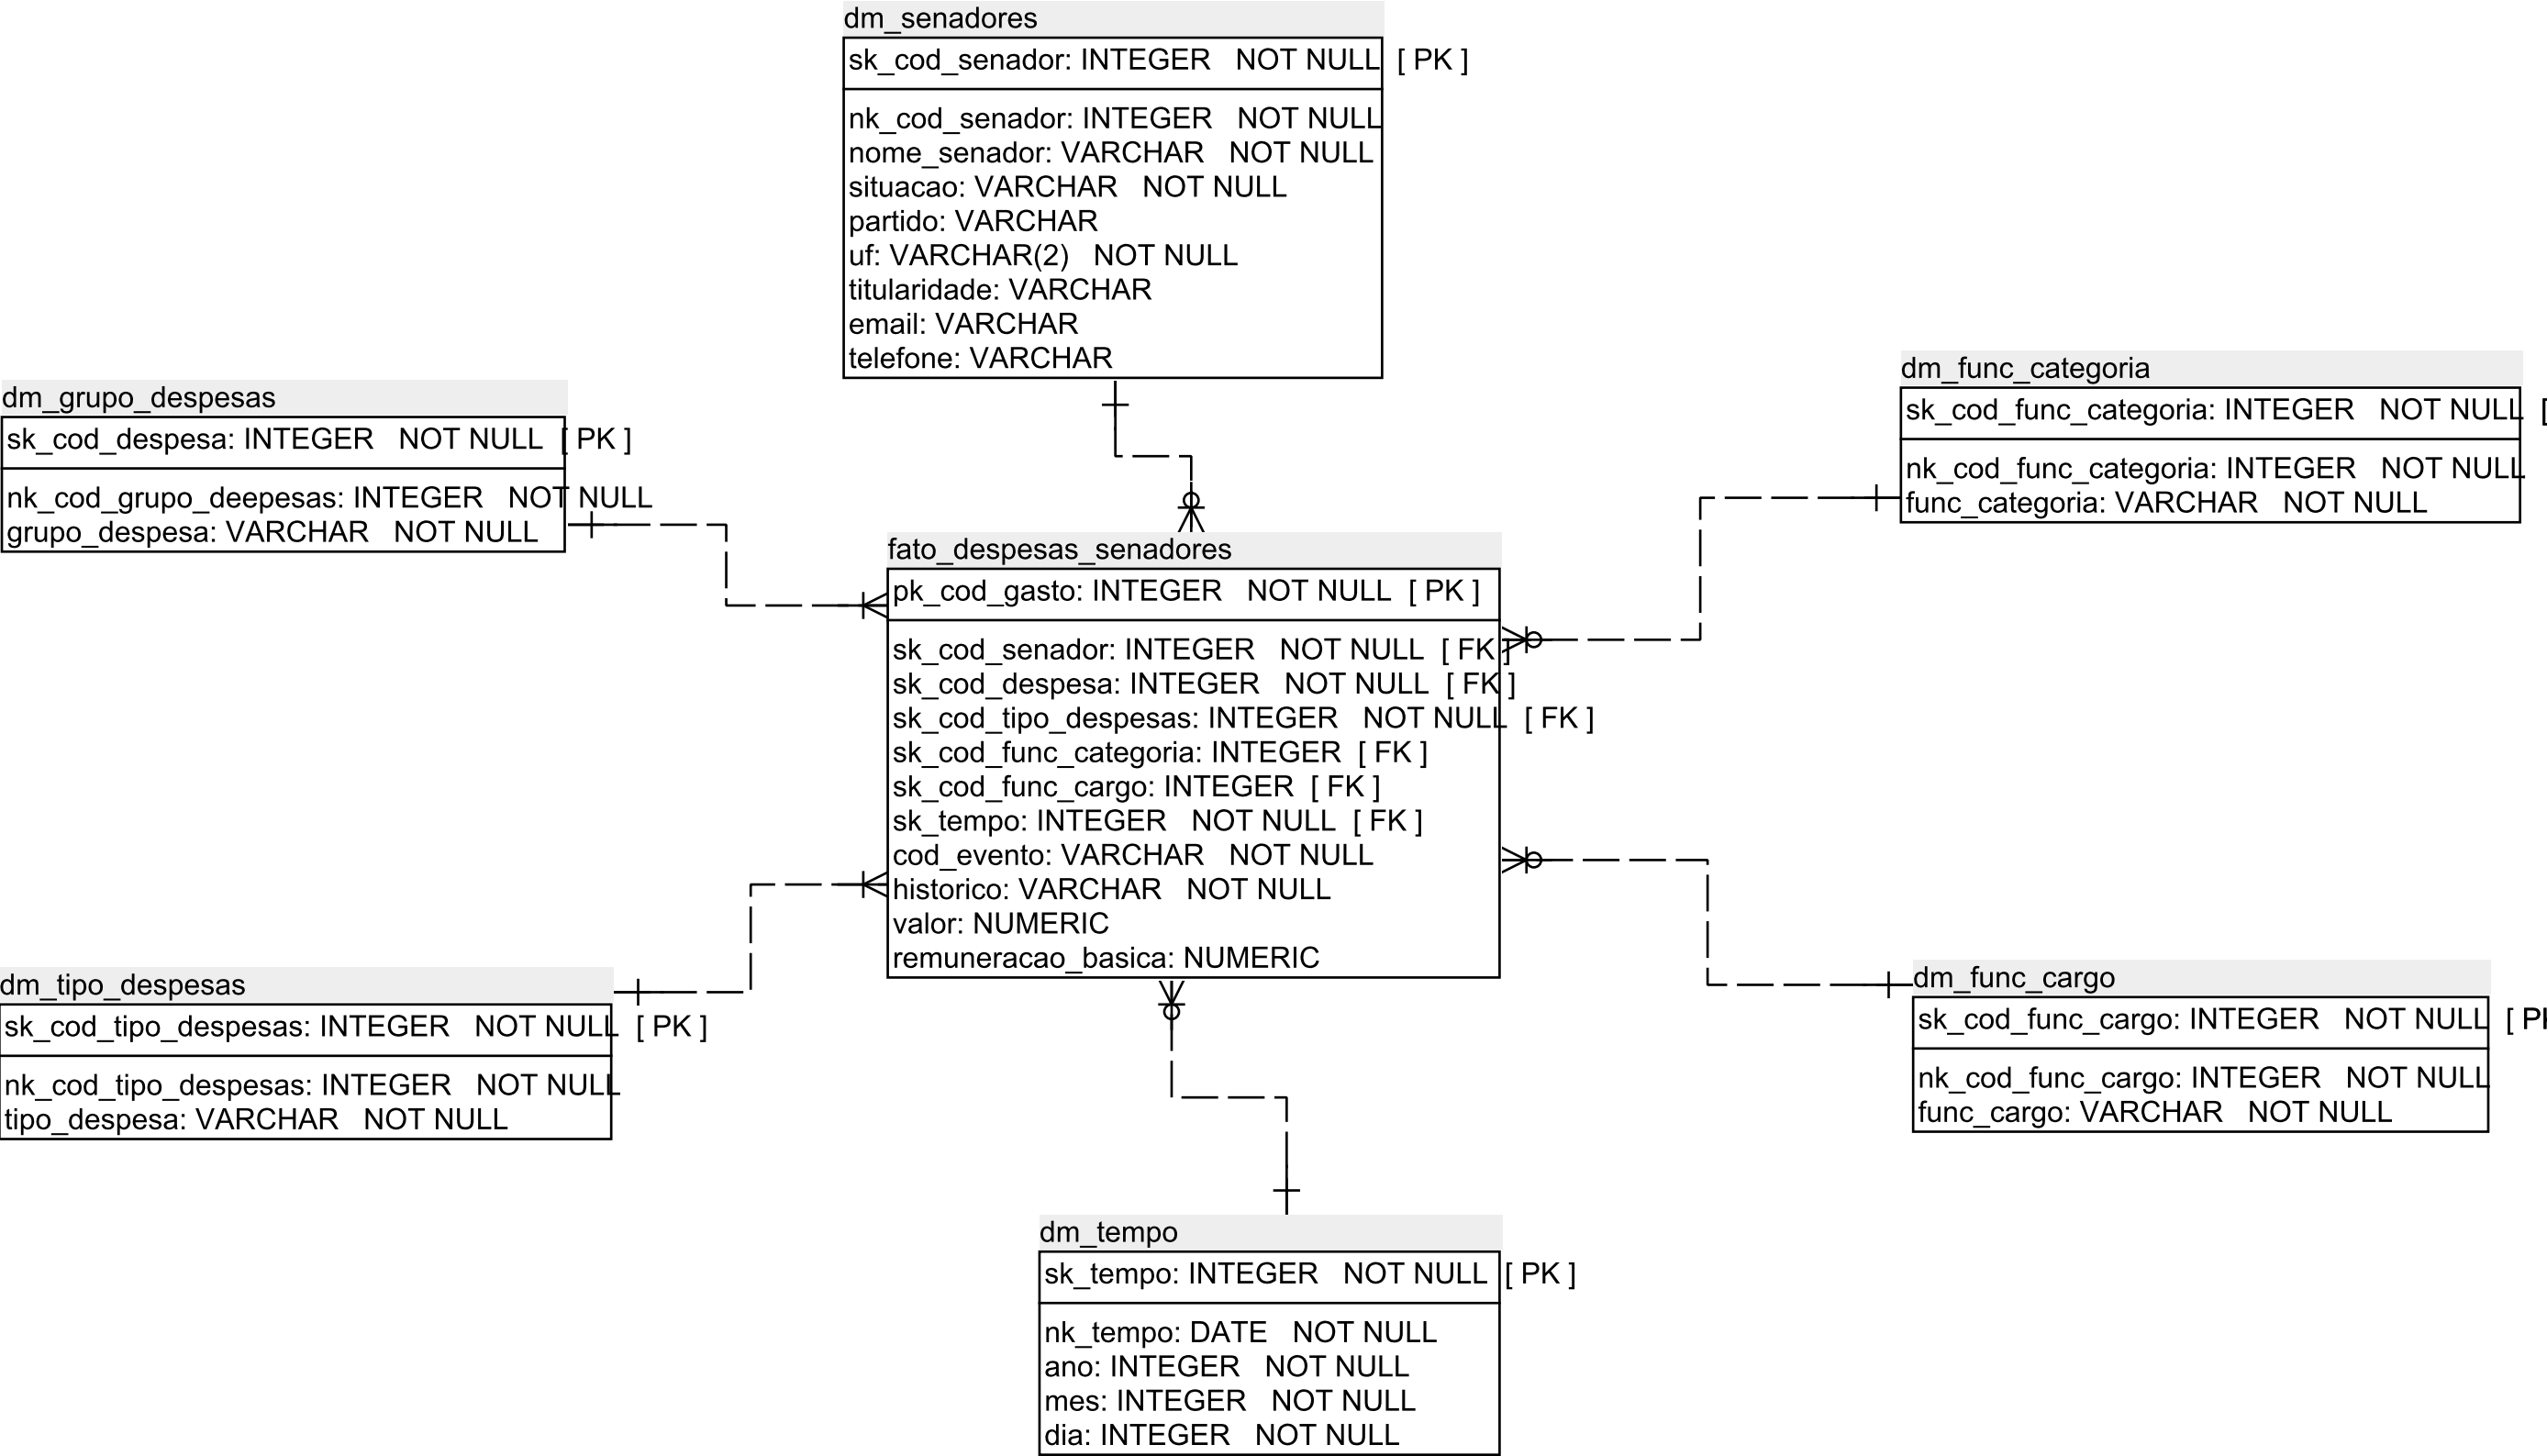 dm_senadores
sk_cod_senador: INTEGER NOT NULL [ PK ]
nk_cod_senador: INTEGER NOT NULL
nome_senador: VARCHAR NOT NULL
situacao: VARCHAR NOT NULL
partido: VARCHAR
uf: VARCHAR(2) NOT NULL
titularidade: VARCHAR
email: VARCHAR
telefone: VARCHAR
dm_grupo_despesas
sk_cod_despesa: INTEGER NOT NULL [ PK ]
nk_cod_grupo_deepesas: INTEGER NOT NULL
grupo_despesa: VARCHAR NOT NULL
dm_func_categoria
sk_cod_func_categoria: INTEGER NOT NULL [
nk_cod_func_categoria: INTEGER NOT NULL
func_categoria: VARCHAR NOT NULL
fato_despesas_senadores
pk_cod_gasto: INTEGER NOT NULL [ PK ]
sk_cod_senador: INTEGER NOT NULL [ FK ]
sk_cod_despesa: INTEGER NOT NULL [ FK ]
sk_cod_tipo_despesas: INTEGER NOT NULL [ FK ]
sk_cod_func_categoria: INTEGER [ FK ]
sk_cod_func_cargo: INTEGER [ FK ]
sk_tempo: INTEGER NOT NULL [ FK ]
cod_evento: VARCHAR NOT NULL
historico: VARCHAR NOT NULL
valor: NUMERIC
remuneracao_basica: NUMERIC
dm_tipo_despesas
sk_cod_tipo_despesas: INTEGER NOT NULL [ PK ]
nk_cod_tipo_despesas: INTEGER NOT NULL
tipo_despesa: VARCHAR NOT NULL
dm_func_cargo
sk_cod_func_cargo: INTEGER NOT NULL [ PK
nk_cod_func_cargo: INTEGER NOT NULL
func_cargo: VARCHAR NOT NULL
dm_tempo
sk_tempo: INTEGER NOT NULL [ PK ]
nk_tempo: DATE NOT NULL
ano: INTEGER NOT NULL
mes: INTEGER NOT NULL
dia: INTEGER NOT NULL